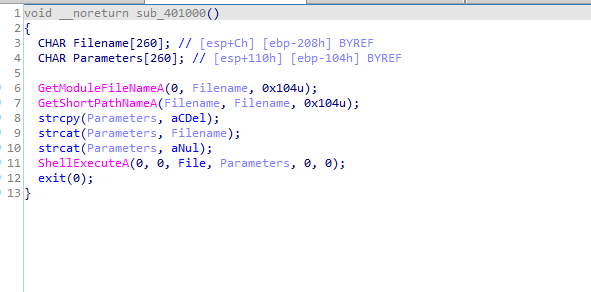 1 void __noreturn sub_401000()
2 {
3 CHAR Filename[260]; // [esp+Ch] [ebp-208h] BYREF
4 CHAR Parameters[260]; // [esp+110h] [ebp-104h] BYREF
5
6 GetModuleFileNameA(0, Filename, 0x104u);
7 GetShortPathNameA(Filename, Filename, 0x104u);
8 strcpy(Parameters, aCDel);
9 strcat(Parameters, Filename);
10 strcat(Parameters, aNul);
11 ShellExecuteA(0, 0, File, Parameters, 0, 0);
12 exit(0);
13 }